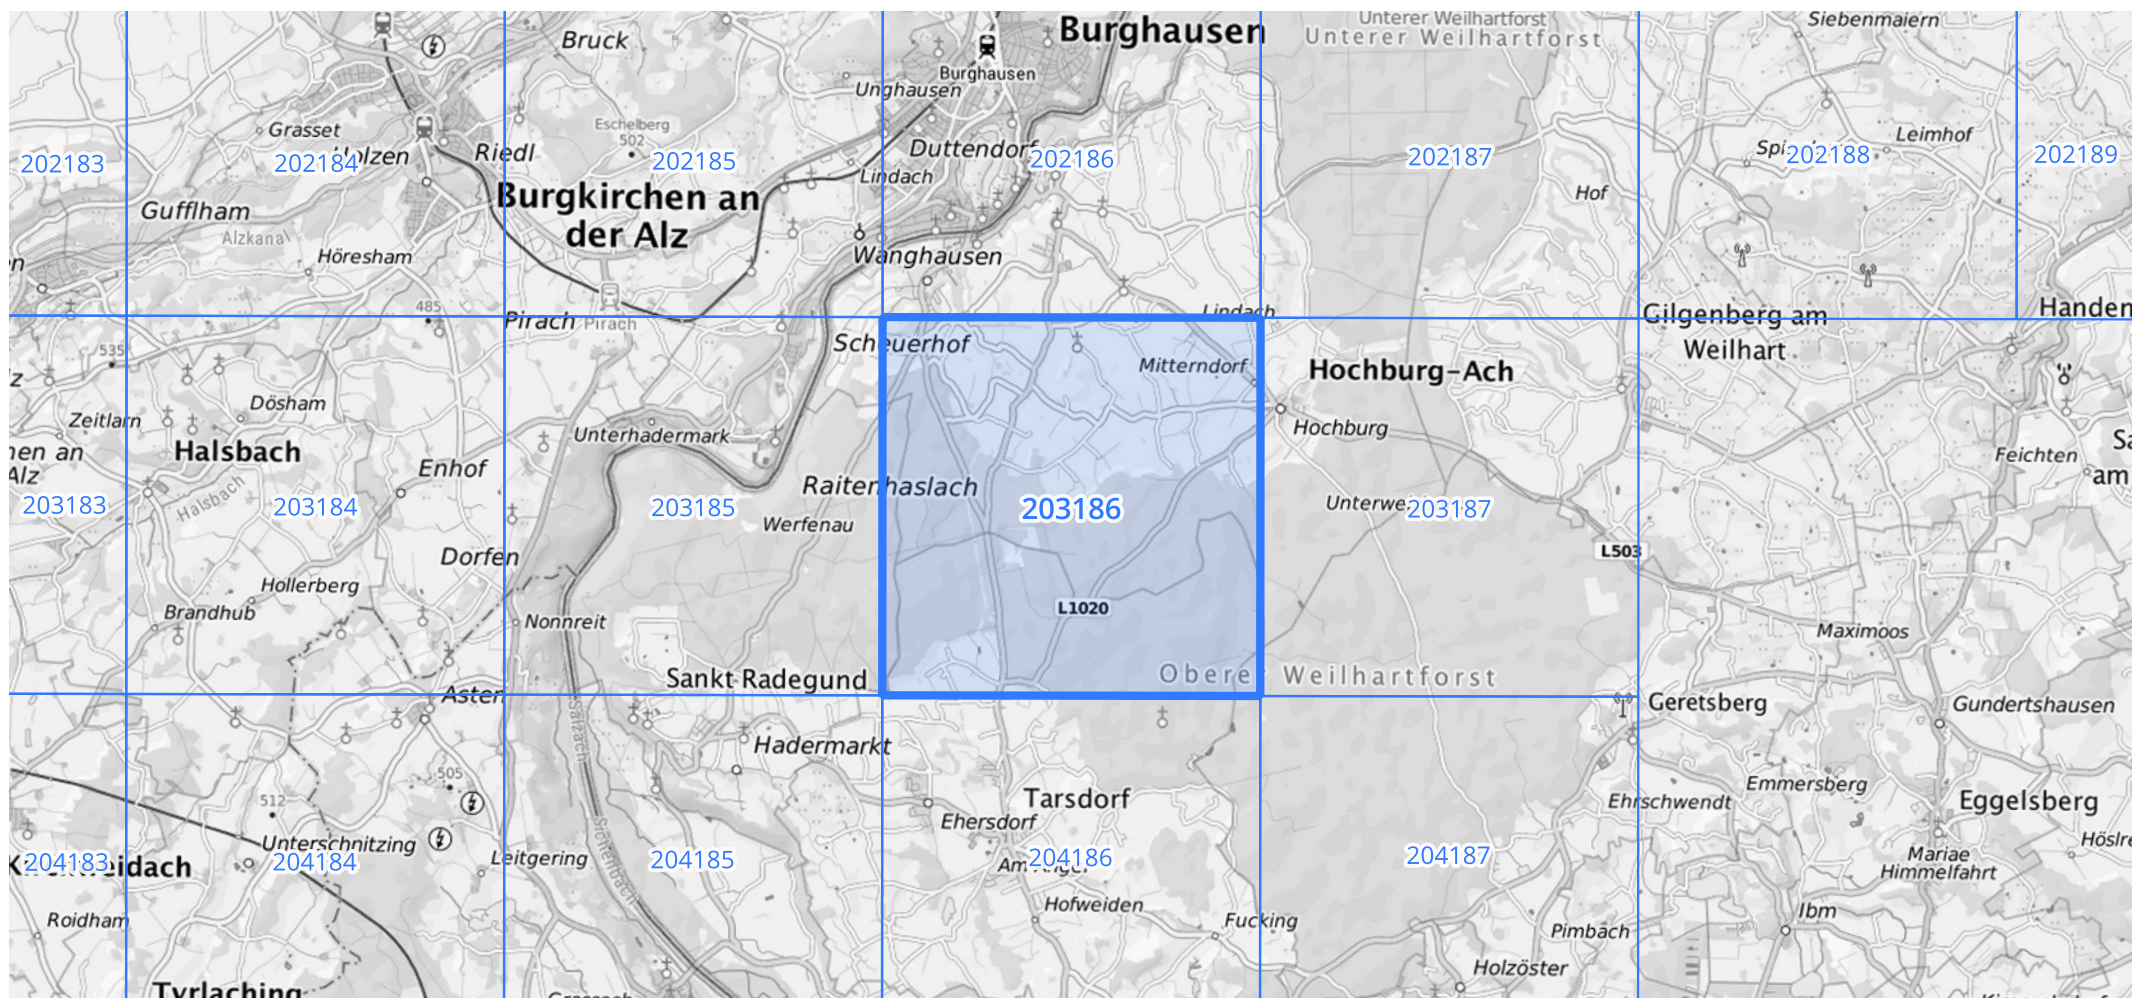 Burghausen
Unterer Weilhartforst
Unterer Weilhartforst
Siebenmaiern
Bruck
Burghausen
Unghausen
Grasset
Eschelberg
502
Leimhof
202183
202184
Holzen
Riedl
202185
Duttendorf
202186
202187
202188
202189
Lindach
Hof
Burgkirchen an
der Alz
Gufflham
Alzkanal
Höresham
Wanghausen
485
Pirach
Pirach
Lindach
Gilgenberg am
Weilhart
Handen
Scheuerhof
535
Mitterndorf
Hochburg-Ach
Dösham
Zeitlarn
Unterhadermark
Hochburg
Halsbach
Enhof
Alz
Feichten
am
Raitenhaslach
Halsbach
203183
203184
203185
Werfenau
203186
203187
L503
Dorfen
Hollerberg
Brandhub
Nonnreit
L1020
Maximoos
Sankt Radegund
Obere Weilhartforst
Asten
Salzach
Geretsberg
Gundertshausen
Hadermarkt
505
512
Tarsdorf
Ehersdorf
Emmersberg
Ehrschwendt
Eggelsberg
Unterschnitzing
Leitgering
204183
204184
204185
204186
204187
Mariae
Himmelfahrt
Roidham
Hofweiden
Fucking
Ibm
Pimbach
Holzöster
Tyrlaching